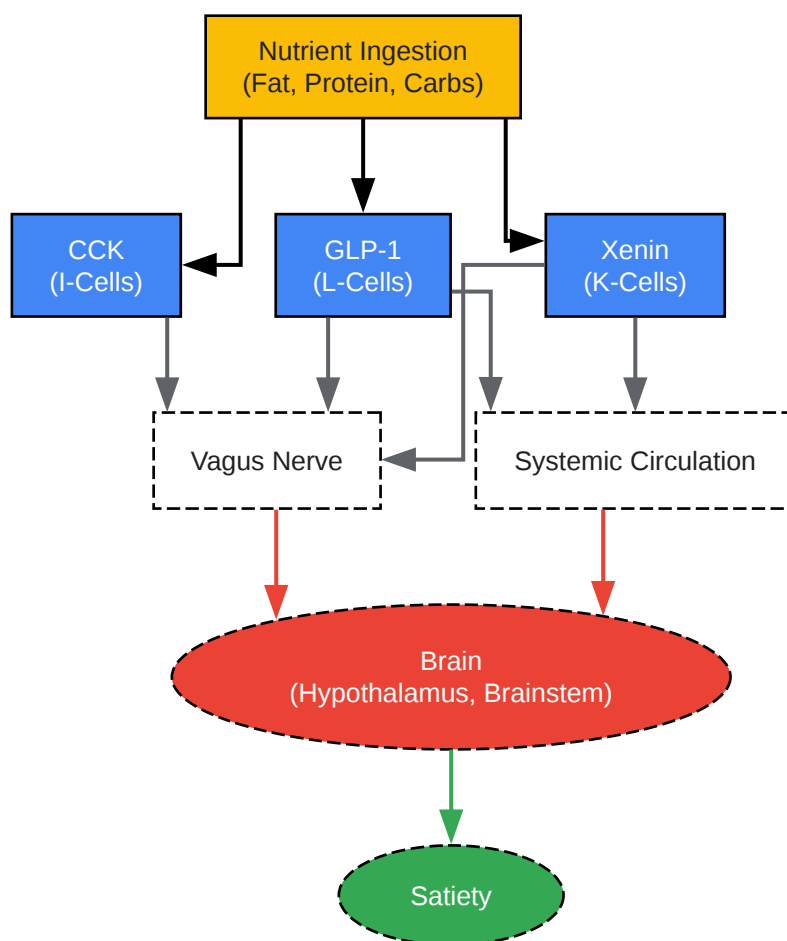 Nutrient Ingestion
(Fat, Protein, Carbs)
CCK
(I-Cells)
GLP-1
(L-Cells)
Xenin
(K-Cells)
Vagus Nerve
Systemic Circulation
Brain
(Hypothalamus, Brainstem)
Satiety